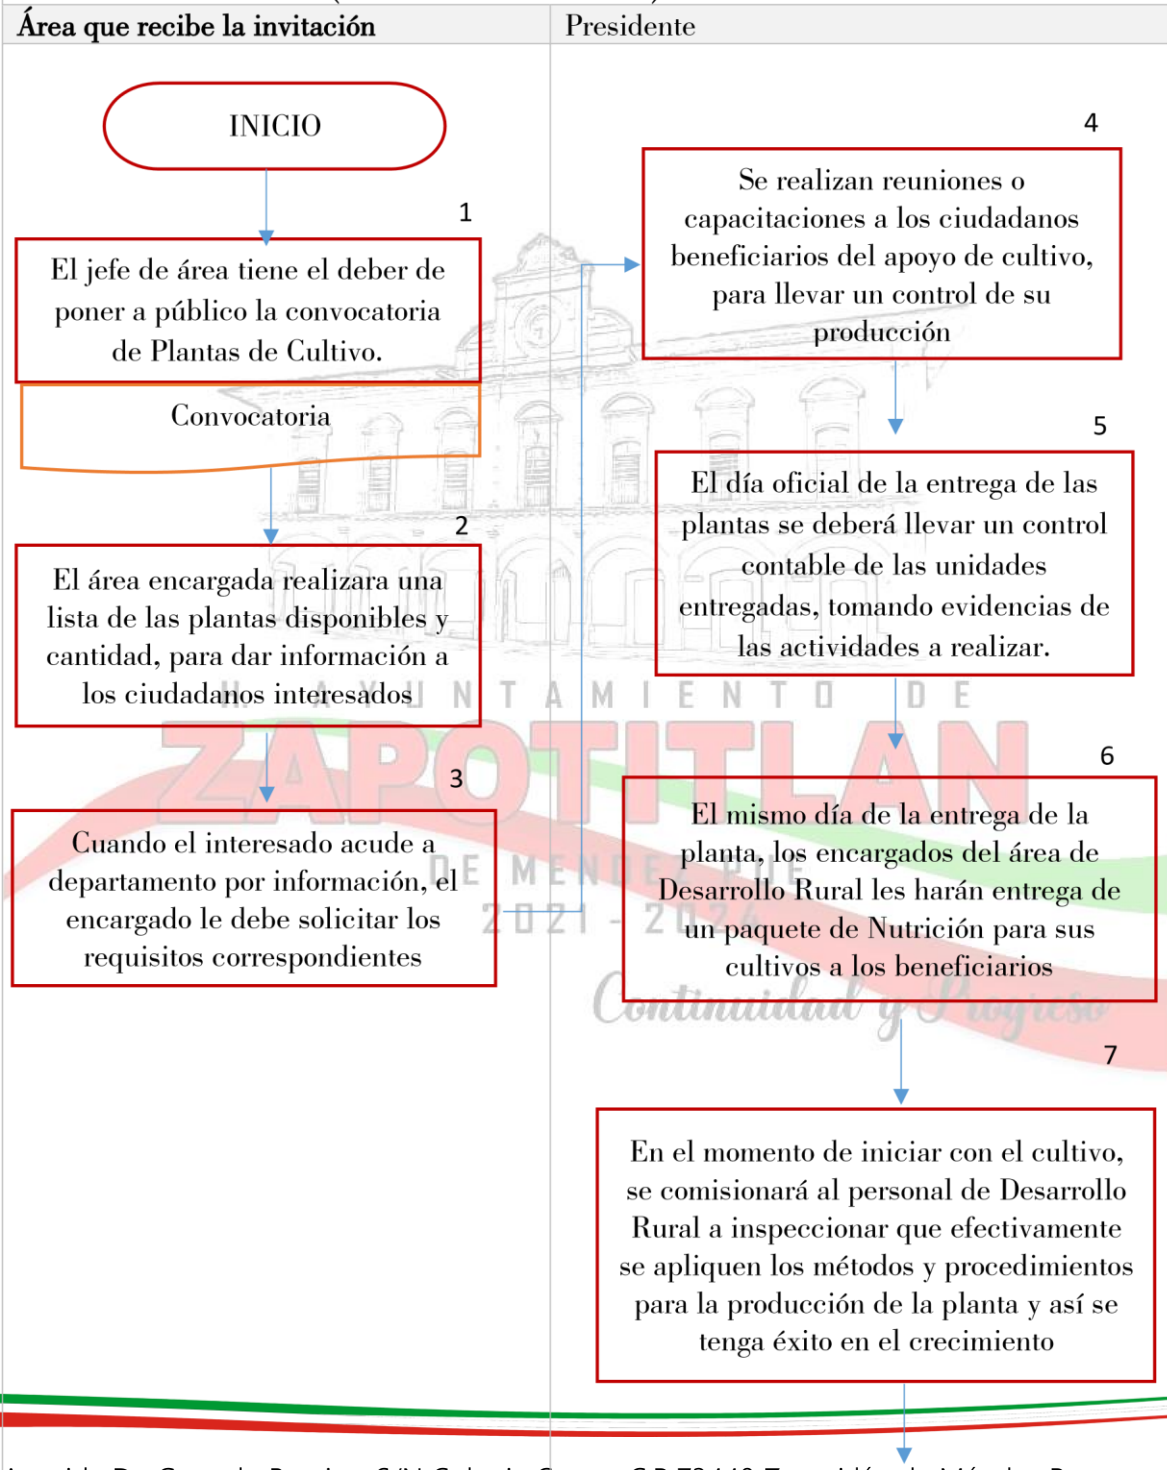 Área que recibe la invitación
Presidente
INICIO
1
El jefe de área tiene el deber de
poner a público la convocatoria
de Plantas de Cultivo.
Convocatoria
2
El área encargada realizara una
lista de las plantas disponibles y
cantidad, para dar información a
los ciudadanos interesados
3
Cuando el interesado acude a
departamento por información, el
encargado le debe solicitar los
requisitos correspondientes
4
Se realizan reuniones o
capacitaciones a los ciudadanos
beneficiarios del apoyo de cultivo,
para llevar un control de su
producción
5
El día oficial de la entrega de las
plantas se deberá llevar un control
contable de las unidades
entregadas, tomando evidencias de
las actividades a realizar.
6
El mismo día de la entrega de la
planta, los encargados del área de
Desarrollo Rural les harán entrega de
un paquete de Nutrición para sus
cultivos a los beneficiarios
7
En el momento de iniciar con el cultivo,
se comisionará al personal de Desarrollo
Rural a inspeccionar que efectivamente
se apliquen los métodos y procedimientos
para la producción de la planta y así se
tenga éxito en el crecimiento
H. AYUNTAMIENTO DE
ZAPOTITLAN
DE MENDEZ PUE
2021 - 2024
Continuidad y Progreso